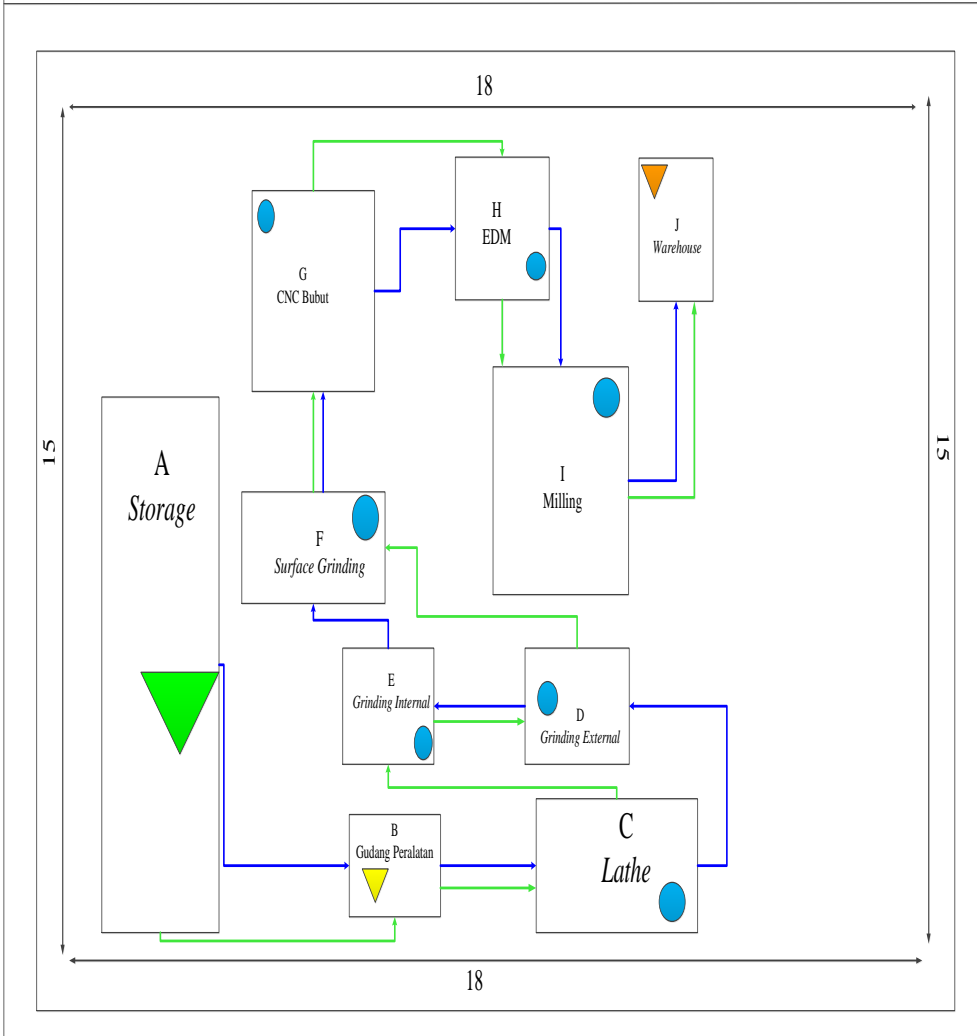 18
H
EDM
J
Warehouse
G
CNC Bubut
15
15
A
Storage
I
Milling
F
Surface Grinding
E
Grinding Internal
D
Grinding External
B
Gudang Peralatan
C
Lathe
18